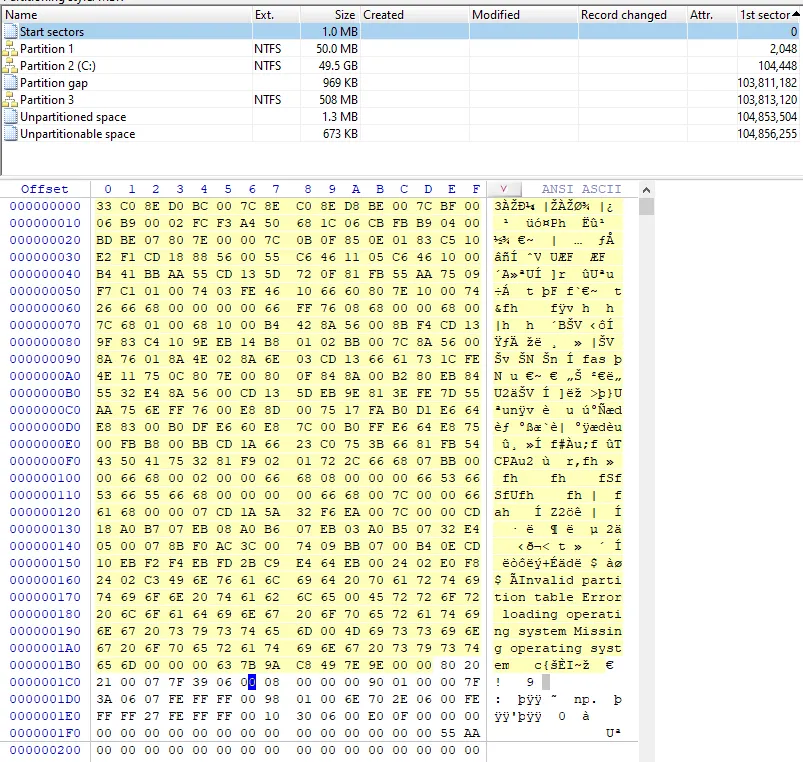 Name Ext. Size Created Modified Record changed Attr. 1st sector
Start sectors 1.0 MB 0
Partition 1 NTFS 50.0 MB 2,048
Partition 2 (C:) NTFS 49.5 GB 104,448
Partition gap 969 KB 103,811,182
Partition 3 NTFS 508 MB 103,813,120
Unpartitioned space 1.3 MB 104,853,504
Unpartitionable space 673 KB 104,856,255
Offset 0 1 2 3 4 5 6 7 8 9 A B C D E F ANSI ASCII
000000000 33 C0 8E D0 BC 00 7C 8E C0 8E D8 BE 00 7C BF 00 3ÀŽÐ¼ |ŽÀŽØ¾ |¿
000000010 06 B9 00 02 FC F3 A4 50 68 1C 06 CB FB B9 04 00 ¹ üó¤Ph Ëû¹
000000020 BD BE 07 80 7E 00 00 7C 0B 0F 85 0E 01 83 C5 10 ½¾ €~ | … ƒÅ
000000030 E2 F1 CD 18 88 56 00 55 C6 46 11 05 C6 46 10 00 âñÍ ˆV UÆF ÆF
000000040 B4 41 BB AA 55 CD 13 5D 72 0F 81 FB 55 AA 75 09 ´A»ªUÍ ]r ûUªu
000000050 F7 C1 01 00 74 03 FE 46 10 66 60 80 7E 10 00 74 ÷Á t þF f`€~ t
000000060 26 66 68 00 00 00 00 66 FF 76 08 68 00 00 68 00 &fh fÿv h h
000000070 7C 68 01 00 68 10 00 B4 42 8A 56 00 8B F4 CD 13 |h h ´BŠV ‹ôÍ
000000080 9F 83 C4 10 9E EB 14 B8 01 02 BB 00 7C 8A 56 00 ŸƒÄ žë ¸ » |ŠV
000000090 8A 76 01 8A 4E 02 8A 6E 03 CD 13 66 61 73 1C FE Šv ŠN Šn Í fas þ
0000000A0 4E 11 75 0C 80 7E 00 80 0F 84 8A 00 B2 80 EB 84 N u €~ € „Š ²€ë„
0000000B0 55 32 E4 8A 56 00 CD 13 5D EB 9E 81 3E FE 7D 55 U2äŠV Í ]ëž >þ}U
0000000C0 AA 75 6E FF 76 00 E8 8D 00 75 17 FA B0 D1 E6 64 ªunÿv è u ú°Ñæd
0000000D0 E8 83 00 B0 DF E6 60 E8 7C 00 B0 FF E6 64 E8 75 èƒ °ßæ`è| °ÿædèu
0000000E0 00 FB B8 00 BB CD 1A 66 23 C0 75 3B 66 81 FB 54 û¸ »Í f#Àu;f ûT
0000000F0 43 50 41 75 32 81 F9 02 01 72 2C 66 68 07 BB 00 CPAu2 ù r,fh »
000000100 00 66 68 00 02 00 00 66 68 08 00 00 00 66 53 66 fh fh fSf
000000110 53 66 55 66 68 00 00 00 00 66 68 00 7C 00 00 66 SfUfh fh | f
000000120 61 68 00 00 07 CD 1A 5A 32 F6 EA 00 7C 00 00 CD ah Í Z2öê | Í
000000130 18 A0 B7 07 EB 08 A0 B6 07 EB 03 A0 B5 07 32 E4 · ë ¶ ë µ 2ä
000000140 05 00 07 8B F0 AC 3C 00 74 09 BB 07 00 B4 0E CD ‹ð¬< t » ´ Í
000000150 10 EB F2 F4 EB FD 2B C9 E4 64 EB 00 24 02 E0 F8 ëòôëý+Éädë $ àø
000000160 24 02 C3 49 6E 76 61 6C 69 64 20 70 61 72 74 69 $ ÃInvalid parti
000000170 74 69 6F 6E 20 74 61 62 6C 65 00 45 72 72 6F 72 tion table Error
000000180 20 6C 6F 61 64 69 6E 67 20 6F 70 65 72 61 74 69 loading operati
000000190 6E 67 20 73 79 73 74 65 6D 00 4D 69 73 73 69 6E ng system Missin
0000001A0 67 20 6F 70 65 72 61 74 69 6E 67 20 73 79 73 74 g operating syst
0000001B0 65 6D 00 00 00 63 7B 9A C8 49 7E 9E 00 00 80 20 em c{šÈI~ž €
0000001C0 21 00 07 7F 39 06 00 08 00 00 00 90 01 00 00 7F ! 9
0000001D0 3A 06 07 FE FF FF 00 98 01 00 6E 70 2E 06 00 FE : þÿÿ ˜ np. þ
0000001E0 FF FF 27 FE FF FF 00 10 30 06 00 E0 0F 00 00 00 ÿÿ'þÿÿ 0 à
0000001F0 00 00 00 00 00 00 00 00 00 00 00 00 00 00 55 AA Uª
000000200 00 00 00 00 00 00 00 00 00 00 00 00 00 00 00 00